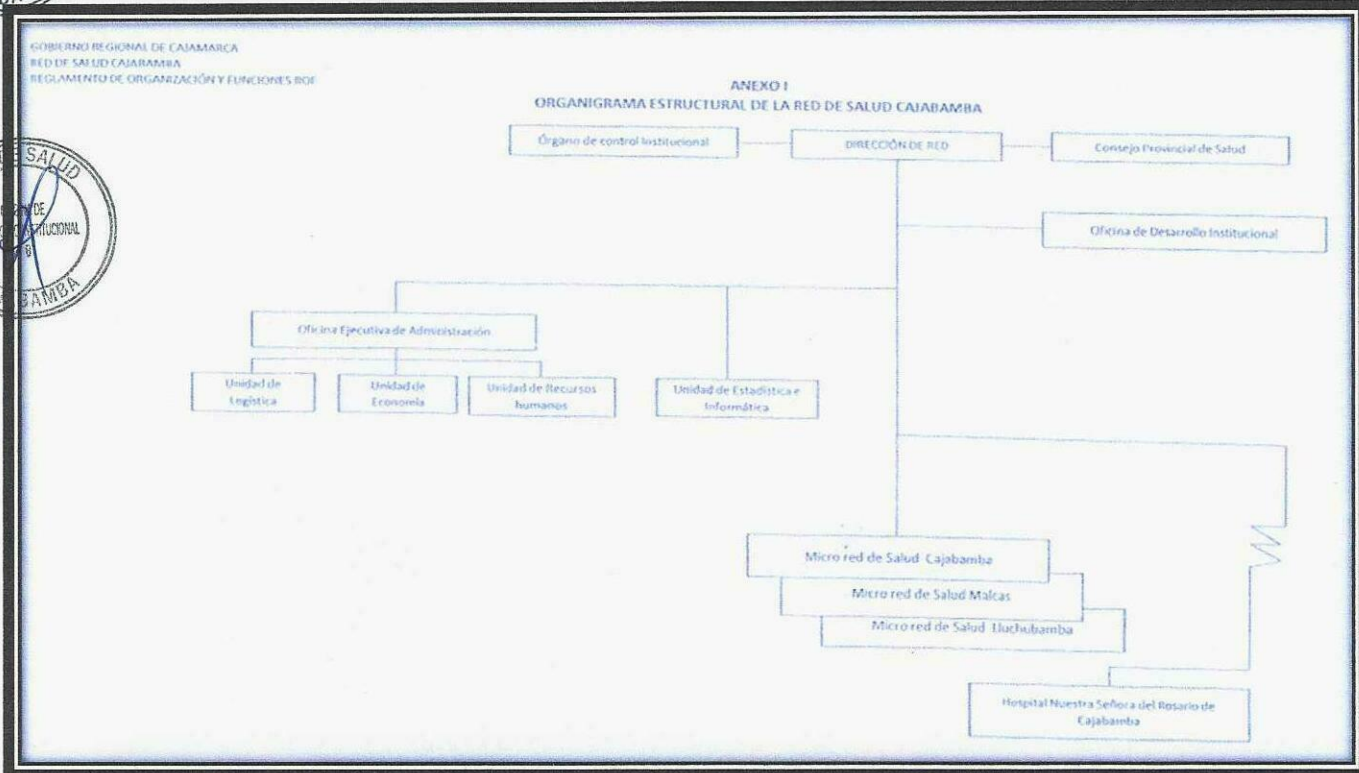 GOBIERNO REGIONAL DE CAJAMARCA
RED DE SALUD CAJABAMBA
REGLAMENTO DE ORGANIZACIÓN Y FUNCIONES ROF
ANEXO I
ORGANIGRAMA ESTRUCTURAL DE LA RED DE SALUD CAJABAMBA
Órgano de control Institucional
DIRECCIÓN DE RED
Consejo Provincial de Salud
Oficina de Desarrollo Institucional
Oficina Ejecutiva de Administración
Unidad de
Logística
Unidad de
Economía
Unidad de Recursos
humanos
Unidad de Estadística e
Informática
Micro red de Salud Cajabamba
Micro red de Salud Malcas
Micro red de Salud Lluchubamba
Hospital Nuestra Señora del Rosario de
Cajabamba
SALUD
DE